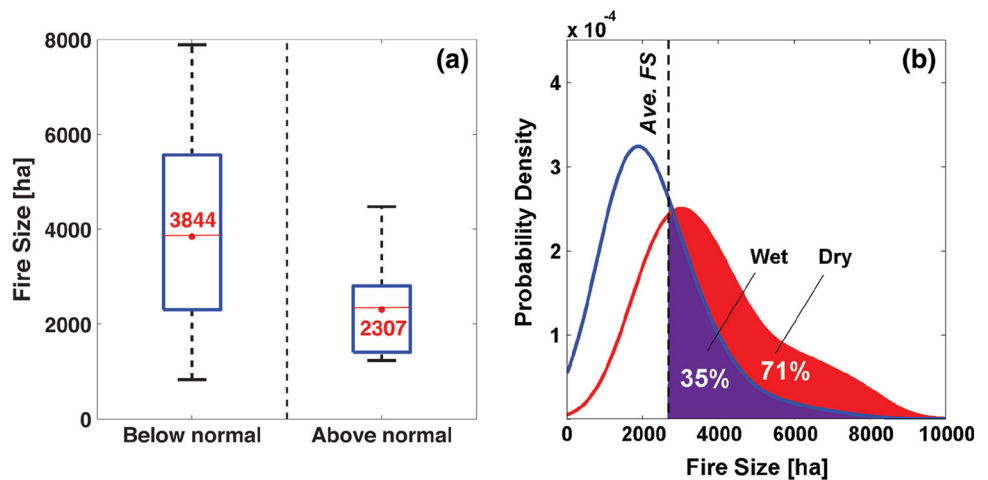 (a)
Fire Size [ha]
8000
6000
4000
2000
0
3844
2307
Below normal
Above normal
(b)
x 10⁻⁴
Probability Density
4
3
2
1
Ave. FS
Wet
Dry
35%
71%
0
2000
4000
6000
8000
10000
Fire Size [ha]